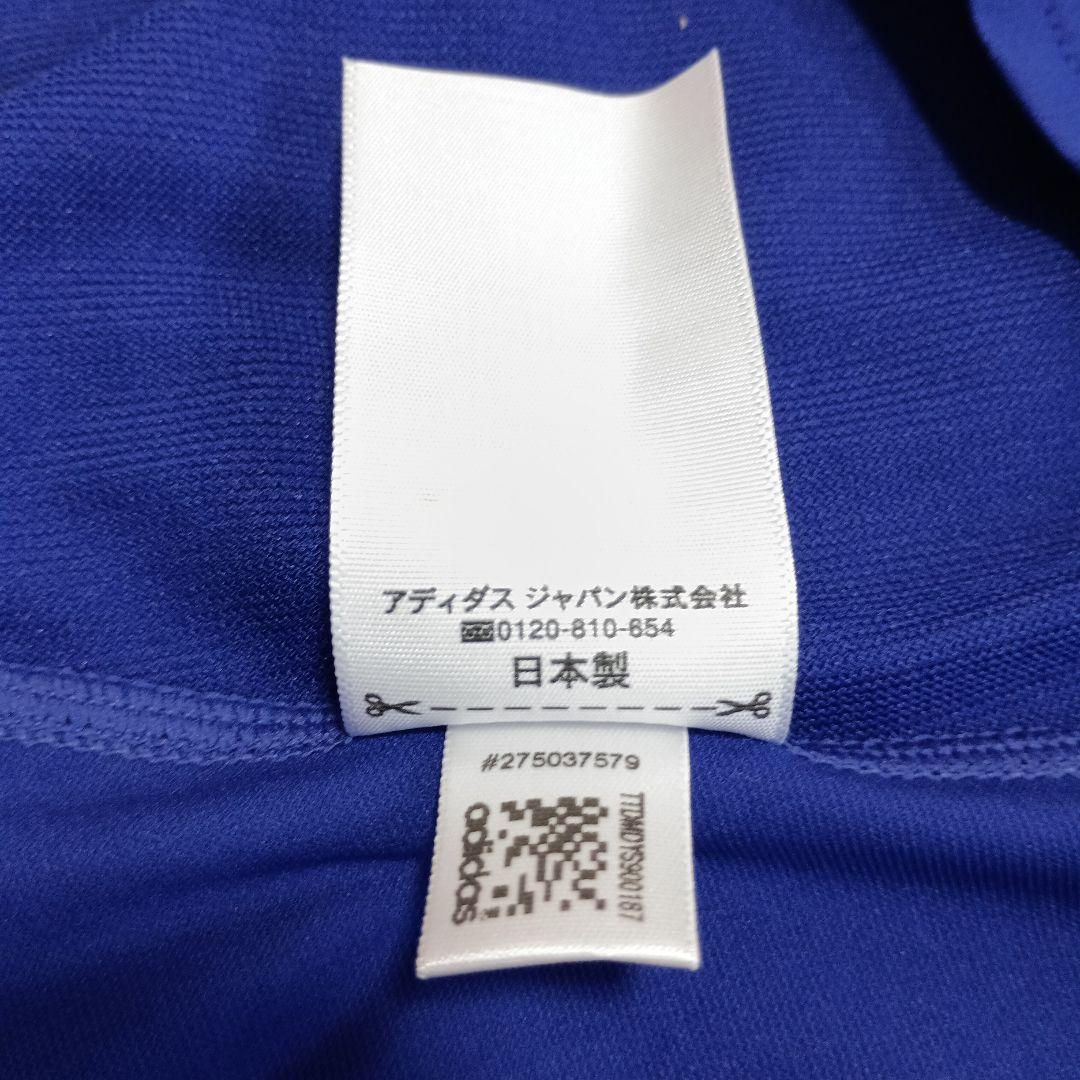 アディダス ジャパン株式会社
0120-810-654
日本製
#275037579
adidas
TTDMDYS900187